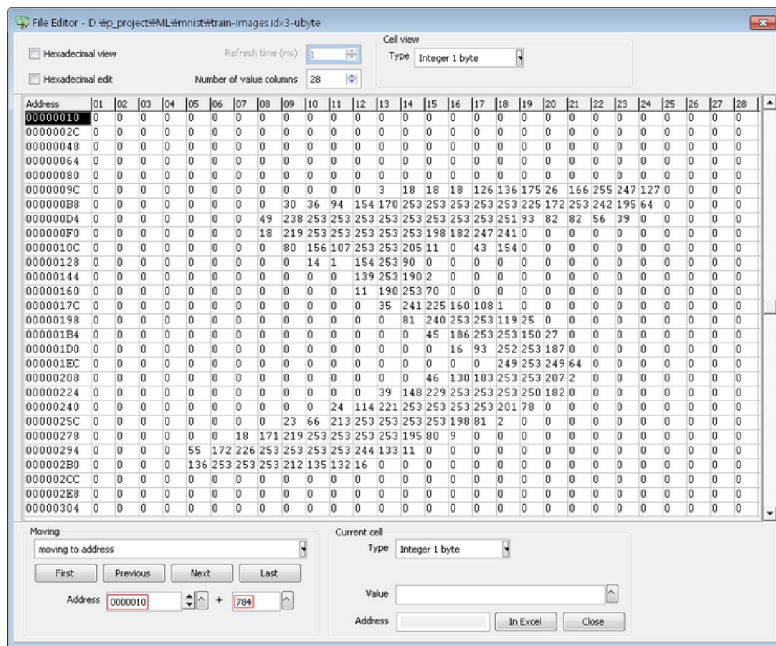 File Editor - D:₩p_project₩ML₩mnist₩train-images.idx3-ubyte
Hexadecimal view Refresh time (ms) 1
Cell view
Type Integer 1 byte
Hexadecimal edit Number of value columns 28
Address 01 02 03 04 05 06 07 08 09 10 11 12 13 14 15 16 17 18 19 20 21 22 23 24 25 26 27 28
00000010 0 0 0 0 0 0 0 0 0 0 0 0 0 0 0 0 0 0 0 0 0 0 0 0 0 0 0 0
0000002C 0 0 0 0 0 0 0 0 0 0 0 0 0 0 0 0 0 0 0 0 0 0 0 0 0 0 0 0
00000048 0 0 0 0 0 0 0 0 0 0 0 0 0 0 0 0 0 0 0 0 0 0 0 0 0 0 0 0
00000064 0 0 0 0 0 0 0 0 0 0 0 0 0 0 0 0 0 0 0 0 0 0 0 0 0 0 0 0
00000080 0 0 0 0 0 0 0 0 0 0 0 0 0 0 0 0 0 0 0 0 0 0 0 0 0 0 0 0
0000009C 0 0 0 0 0 0 0 0 0 0 0 0 3 18 18 18 126 136 175 26 166 255 247 127 0 0 0 0
000000B8 0 0 0 0 0 0 0 0 30 36 94 154 170 253 253 253 253 253 225 172 253 242 195 64 0 0 0 0
000000D4 0 0 0 0 0 0 0 49 238 253 253 253 253 253 253 253 253 251 93 82 82 56 39 0 0 0 0 0
000000F0 0 0 0 0 0 0 0 18 219 253 253 253 253 253 198 182 247 241 0 0 0 0 0 0 0 0 0 0
0000010C 0 0 0 0 0 0 0 0 80 156 107 253 253 205 11 0 43 154 0 0 0 0 0 0 0 0 0 0
00000128 0 0 0 0 0 0 0 0 0 14 1 154 253 90 0 0 0 0 0 0 0 0 0 0 0 0 0 0
00000144 0 0 0 0 0 0 0 0 0 0 0 139 253 190 2 0 0 0 0 0 0 0 0 0 0 0 0 0
00000160 0 0 0 0 0 0 0 0 0 0 0 11 190 253 70 0 0 0 0 0 0 0 0 0 0 0 0 0
0000017C 0 0 0 0 0 0 0 0 0 0 0 0 35 241 225 160 108 1 0 0 0 0 0 0 0 0 0 0
00000198 0 0 0 0 0 0 0 0 0 0 0 0 0 81 240 253 253 119 25 0 0 0 0 0 0 0 0 0
000001B4 0 0 0 0 0 0 0 0 0 0 0 0 0 0 45 186 253 253 150 27 0 0 0 0 0 0 0 0
000001D0 0 0 0 0 0 0 0 0 0 0 0 0 0 0 0 16 93 252 253 187 0 0 0 0 0 0 0 0
000001EC 0 0 0 0 0 0 0 0 0 0 0 0 0 0 0 0 0 249 253 249 64 0 0 0 0 0 0 0
00000208 0 0 0 0 0 0 0 0 0 0 0 0 0 0 46 130 183 253 253 207 2 0 0 0 0 0 0 0
00000224 0 0 0 0 0 0 0 0 0 0 0 0 39 148 229 253 253 253 250 182 0 0 0 0 0 0 0 0
00000240 0 0 0 0 0 0 0 0 0 0 24 114 221 253 253 253 253 201 78 0 0 0 0 0 0 0 0 0
0000025C 0 0 0 0 0 0 0 0 23 66 213 253 253 253 253 198 81 2 0 0 0 0 0 0 0 0 0 0
00000278 0 0 0 0 0 0 18 171 219 253 253 253 253 195 80 9 0 0 0 0 0 0 0 0 0 0 0 0
00000294 0 0 0 0 55 172 226 253 253 253 253 244 133 11 0 0 0 0 0 0 0 0 0 0 0 0 0 0
000002B0 0 0 0 0 136 253 253 253 212 135 132 16 0 0 0 0 0 0 0 0 0 0 0 0 0 0 0 0
000002CC 0 0 0 0 0 0 0 0 0 0 0 0 0 0 0 0 0 0 0 0 0 0 0 0 0 0 0 0
000002E8 0 0 0 0 0 0 0 0 0 0 0 0 0 0 0 0 0 0 0 0 0 0 0 0 0 0 0 0
00000304 0 0 0 0 0 0 0 0 0 0 0 0 0 0 0 0 0 0 0 0 0 0 0 0 0 0 0 0
Moving
moving to address
First Previous Next Last
Address 0000010 + 784
Current cell
Type Integer 1 byte
Value
Address In Excel Close